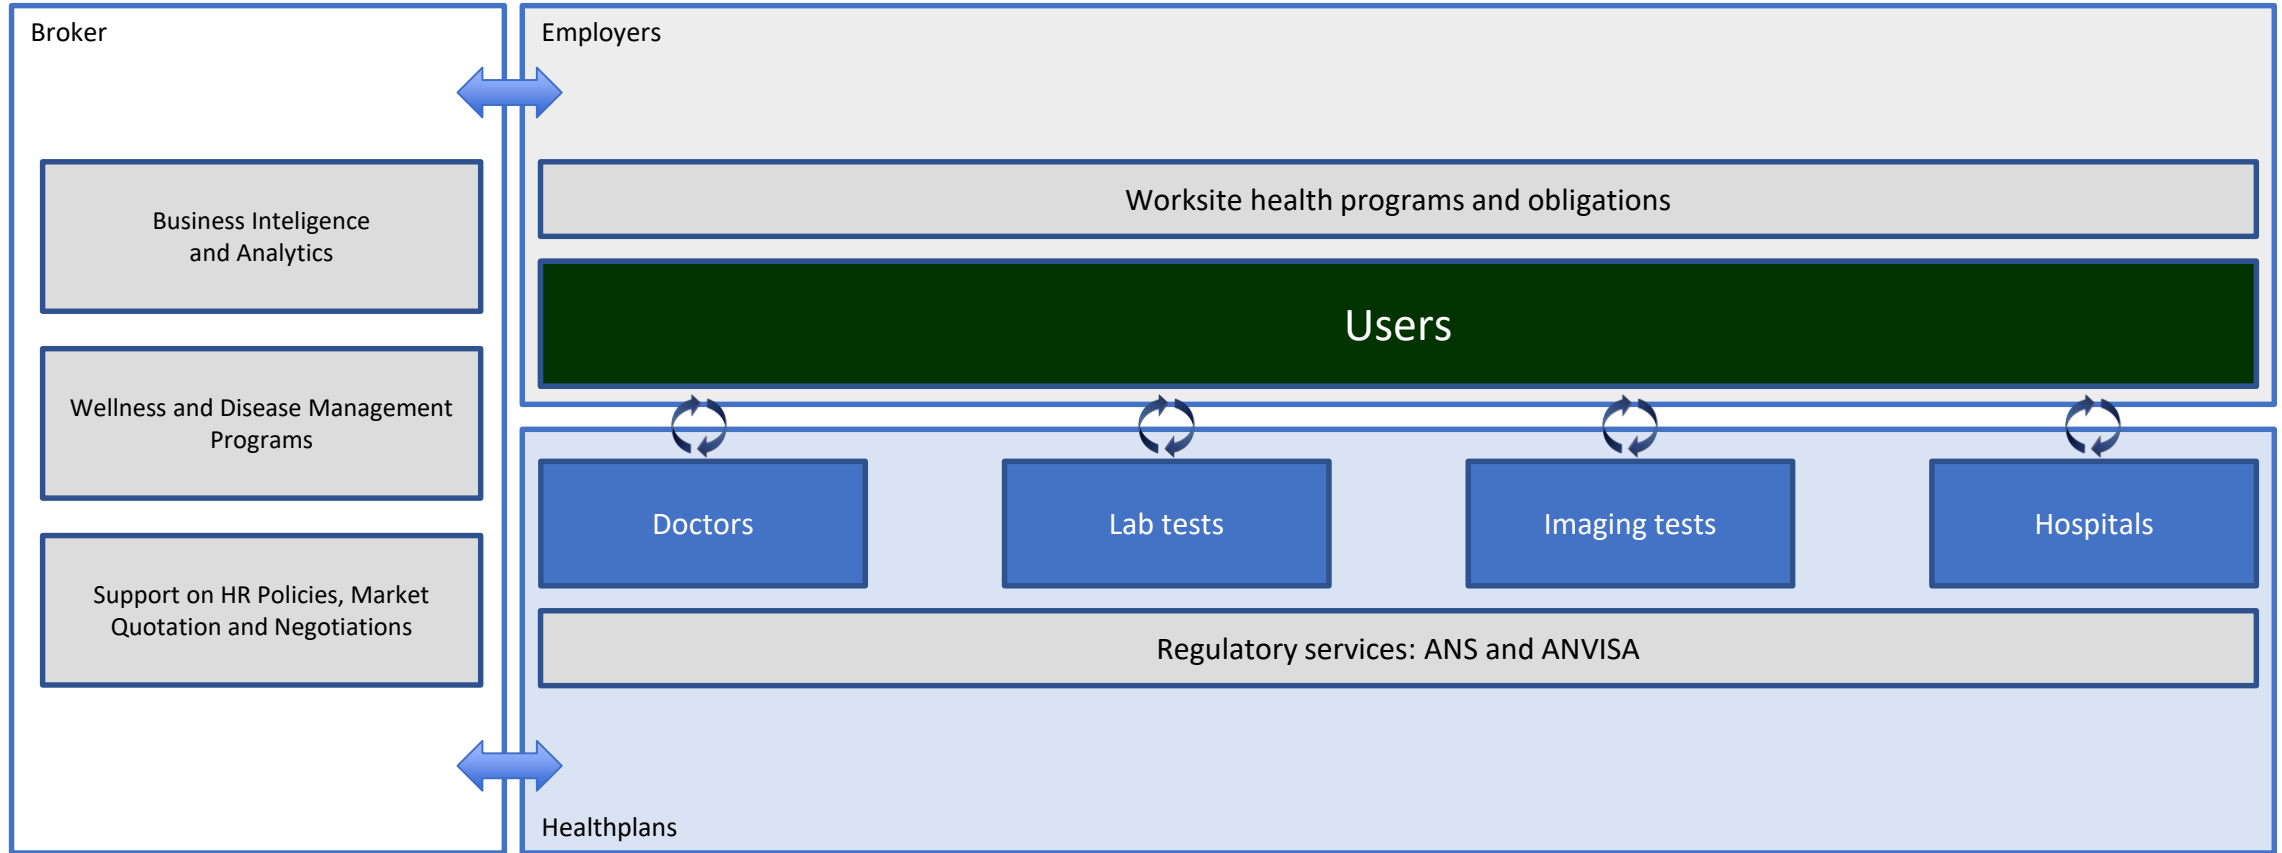 Broker
Business Inteligence
and Analytics
Wellness and Disease Management
Programs
Support on HR Policies, Market
Quotation and Negotiations
Employers
Worksite health programs and obligations
Users
Doctors
Lab tests
Imaging tests
Hospitals
Regulatory services: ANS and ANVISA
Healthplans